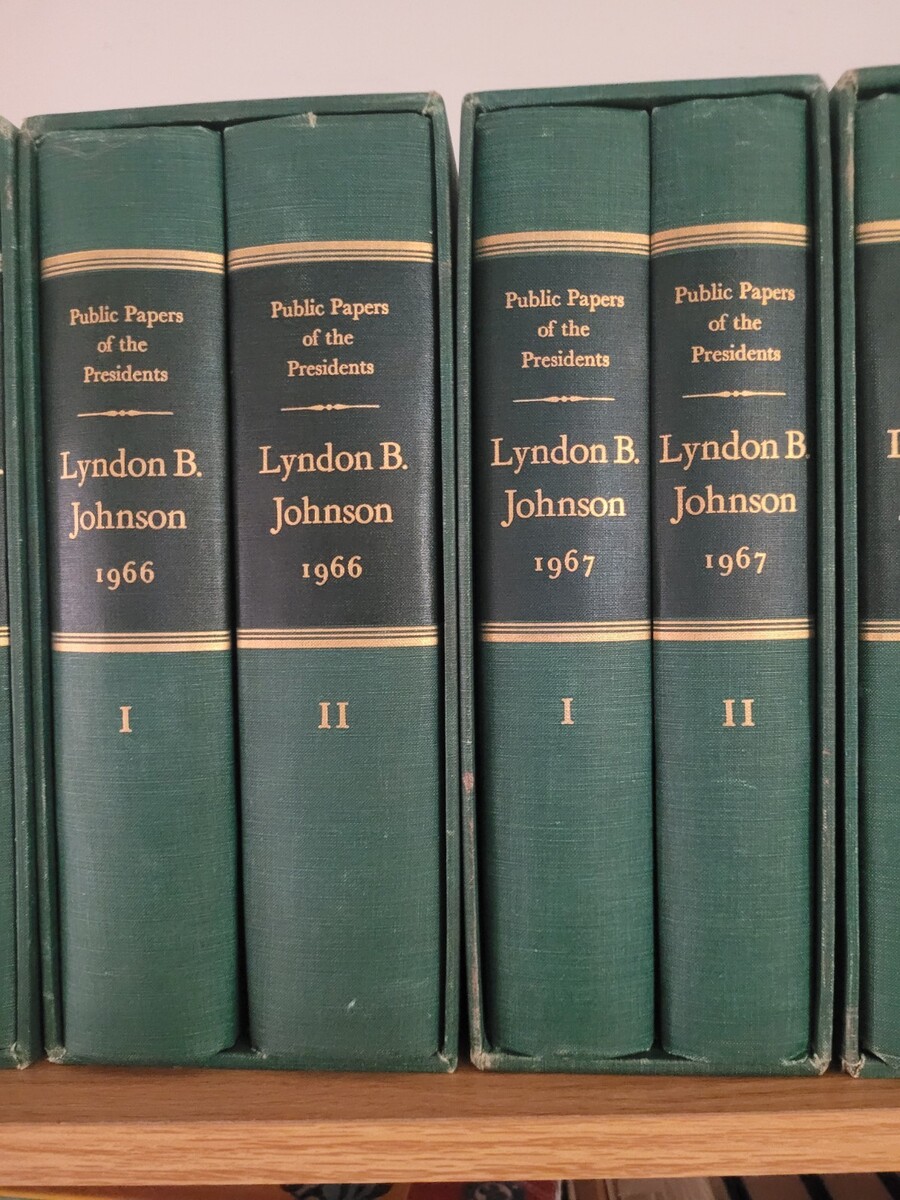 Public Papers
of the
Presidents
Lyndon B.
Johnson
1966
I
Public Papers
of the
Presidents
Lyndon B.
Johnson
1966
II
Public Papers
of the
Presidents
Lyndon B.
Johnson
1967
I
Public Papers
of the
Presidents
Lyndon B.
Johnson
1967
II